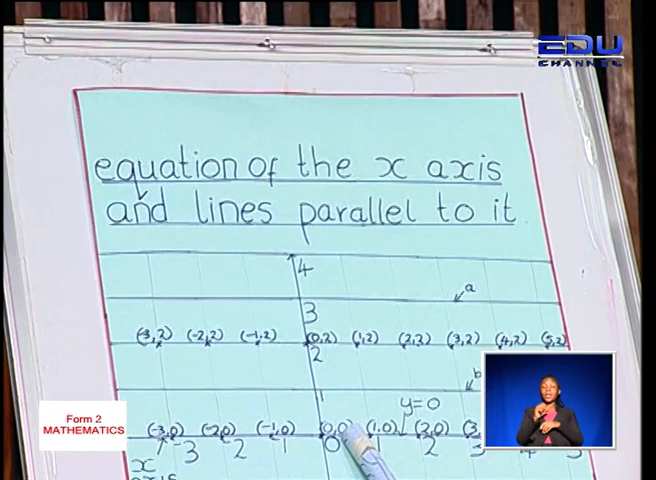 EDU
CHANNEL
equation of the x axis
and lines parallel to it
4
a
3
(-3,2) (-2,2) (-1,2) (0,2) (1,2) (2,2) (3,2) (4,2) (5,2)
2
b
1
y=0
(-3,0) (-2,0) (-1,0) (0,0) (1,0) (2,0) (3,
-3 -2 -1 0 1 2
x
axis
Form 2
MATHEMATICS